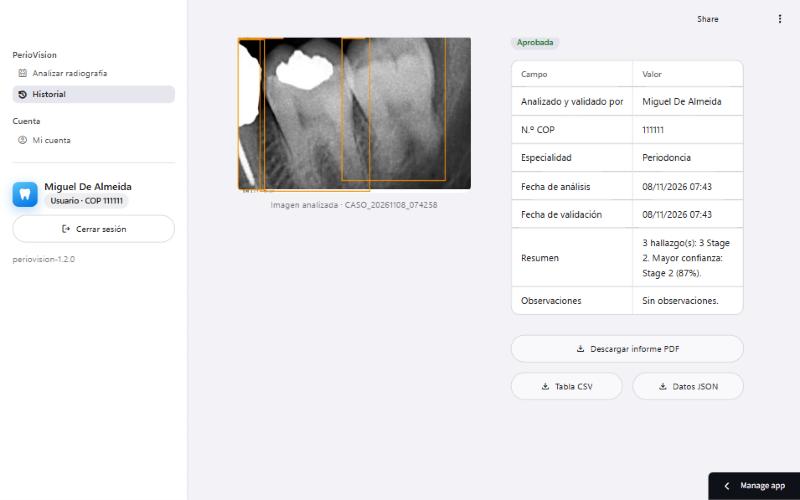 Share
PerioVision
Analizar radiografía
Historial
Cuenta
Mi cuenta
Miguel De Almeida
Usuario · COP 111111
Cerrar sesión
periovision-1.2.0
Imagen analizada · CASO_20261108_074258
Aprobada
Campo Valor
Analizado y validado por Miguel De Almeida
N.º COP 111111
Especialidad Periodoncia
Fecha de análisis 08/11/2026 07:43
Fecha de validación 08/11/2026 07:43
Resumen 3 hallazgo(s): 3 Stage
2. Mayor confianza:
Stage 2 (87%).
Observaciones Sin observaciones.
Descargar informe PDF
Tabla CSV Datos JSON
Manage app